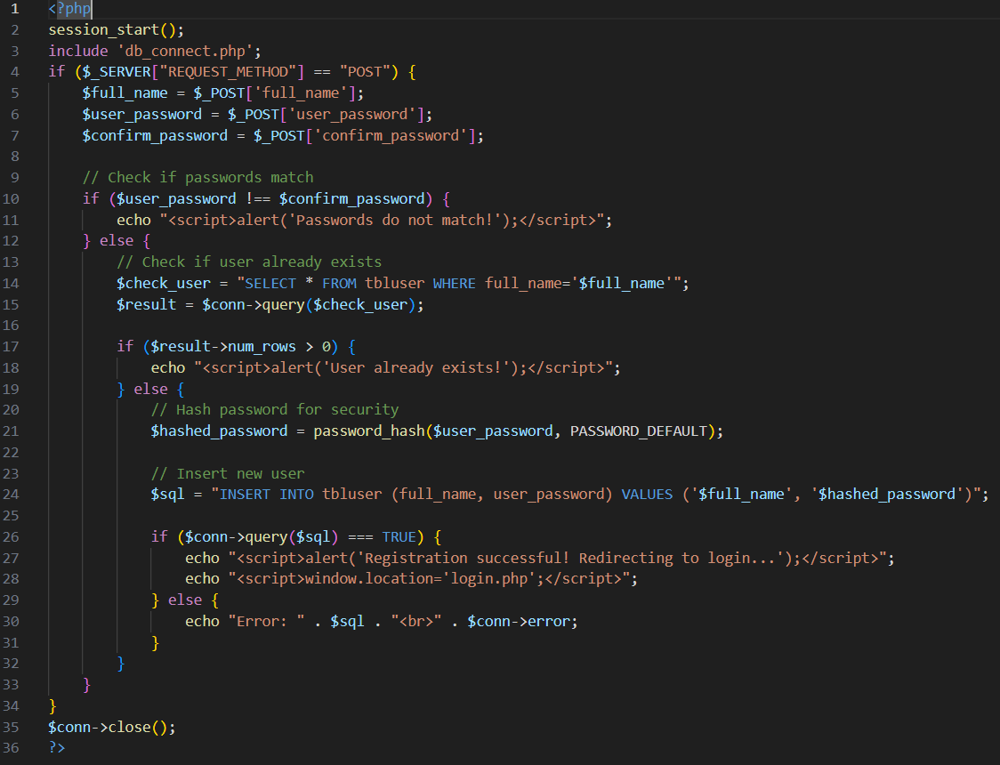 1 <?php
2 session_start();
3 include 'db_connect.php';
4 if ($_SERVER["REQUEST_METHOD"] == "POST") {
5     $full_name = $_POST['full_name'];
6     $user_password = $_POST['user_password'];
7     $confirm_password = $_POST['confirm_password'];
8
9     // Check if passwords match
10     if ($user_password !== $confirm_password) {
11         echo "<script>alert('Passwords do not match!');</script>";
12     } else {
13         // Check if user already exists
14         $check_user = "SELECT * FROM tbluser WHERE full_name='$full_name'";
15         $result = $conn->query($check_user);
16
17         if ($result->num_rows > 0) {
18             echo "<script>alert('User already exists!');</script>";
19         } else {
20             // Hash password for security
21             $hashed_password = password_hash($user_password, PASSWORD_DEFAULT);
22
23             // Insert new user
24             $sql = "INSERT INTO tbluser (full_name, user_password) VALUES ('$full_name', '$hashed_password')";
25
26             if ($conn->query($sql) === TRUE) {
27                 echo "<script>alert('Registration successful! Redirecting to login...');</script>";
28                 echo "<script>window.location='login.php';</script>";
29             } else {
30                 echo "Error: " . $sql . "<br>" . $conn->error;
31             }
32         }
33     }
34 }
35 $conn->close();
36 ?>